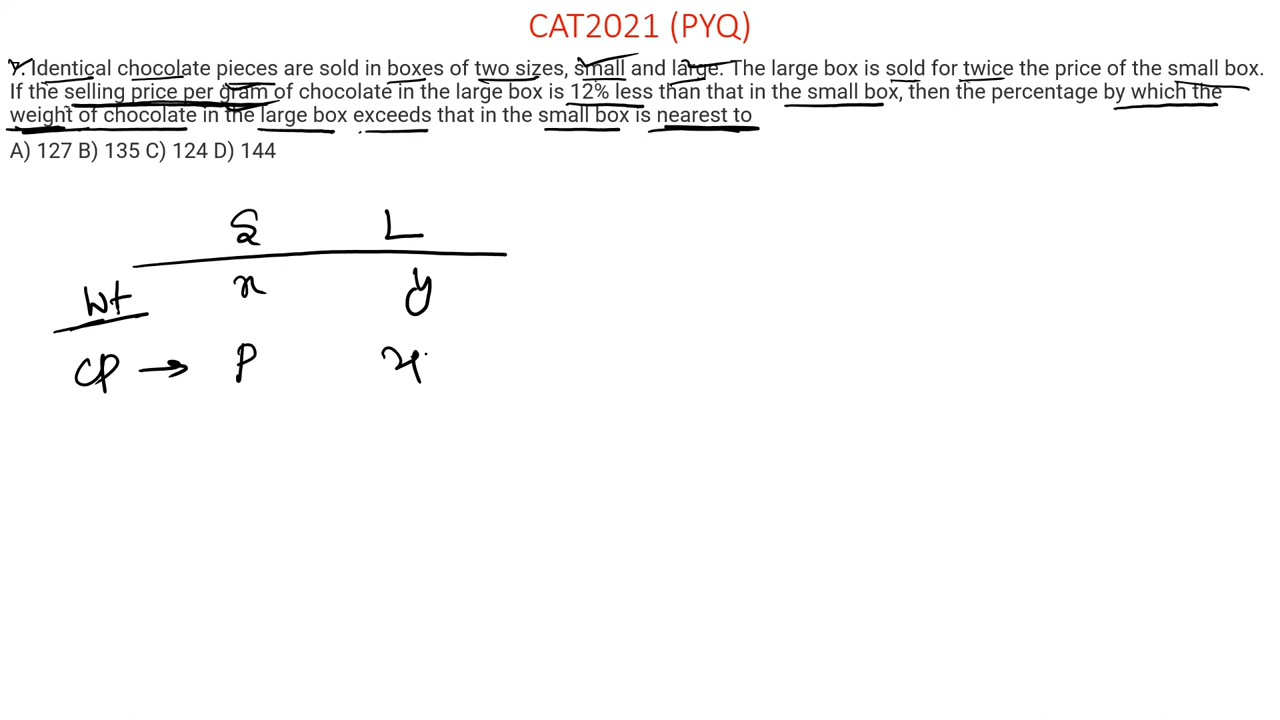 CAT2021 (PYQ)
7. Identical chocolate pieces are sold in boxes of two sizes, small and large. The large box is sold for twice the price of the small box.
If the selling price per gram of chocolate in the large box is 12% less than that in the small box, then the percentage by which the
weight of chocolate in the large box exceeds that in the small box is nearest to
A) 127 B) 135 C) 124 D) 144
S L
Wt x y
CP → P